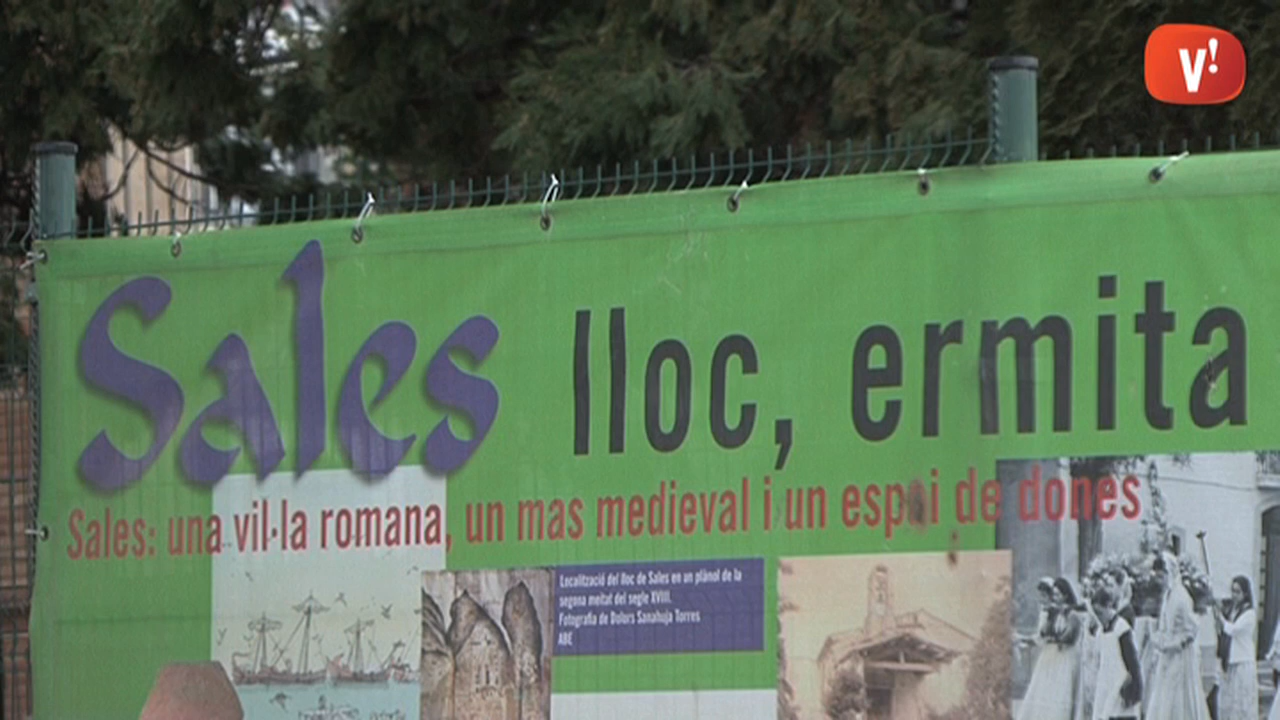 V!
Sales lloc, ermita
Sales: una vil·la romana, un mas medieval i un espai de dones
Localització del lloc de Sales en un plànol de la
segona meitat del segle XVIII.
Fotografia de Dolors Sanahuja Torres
ABE